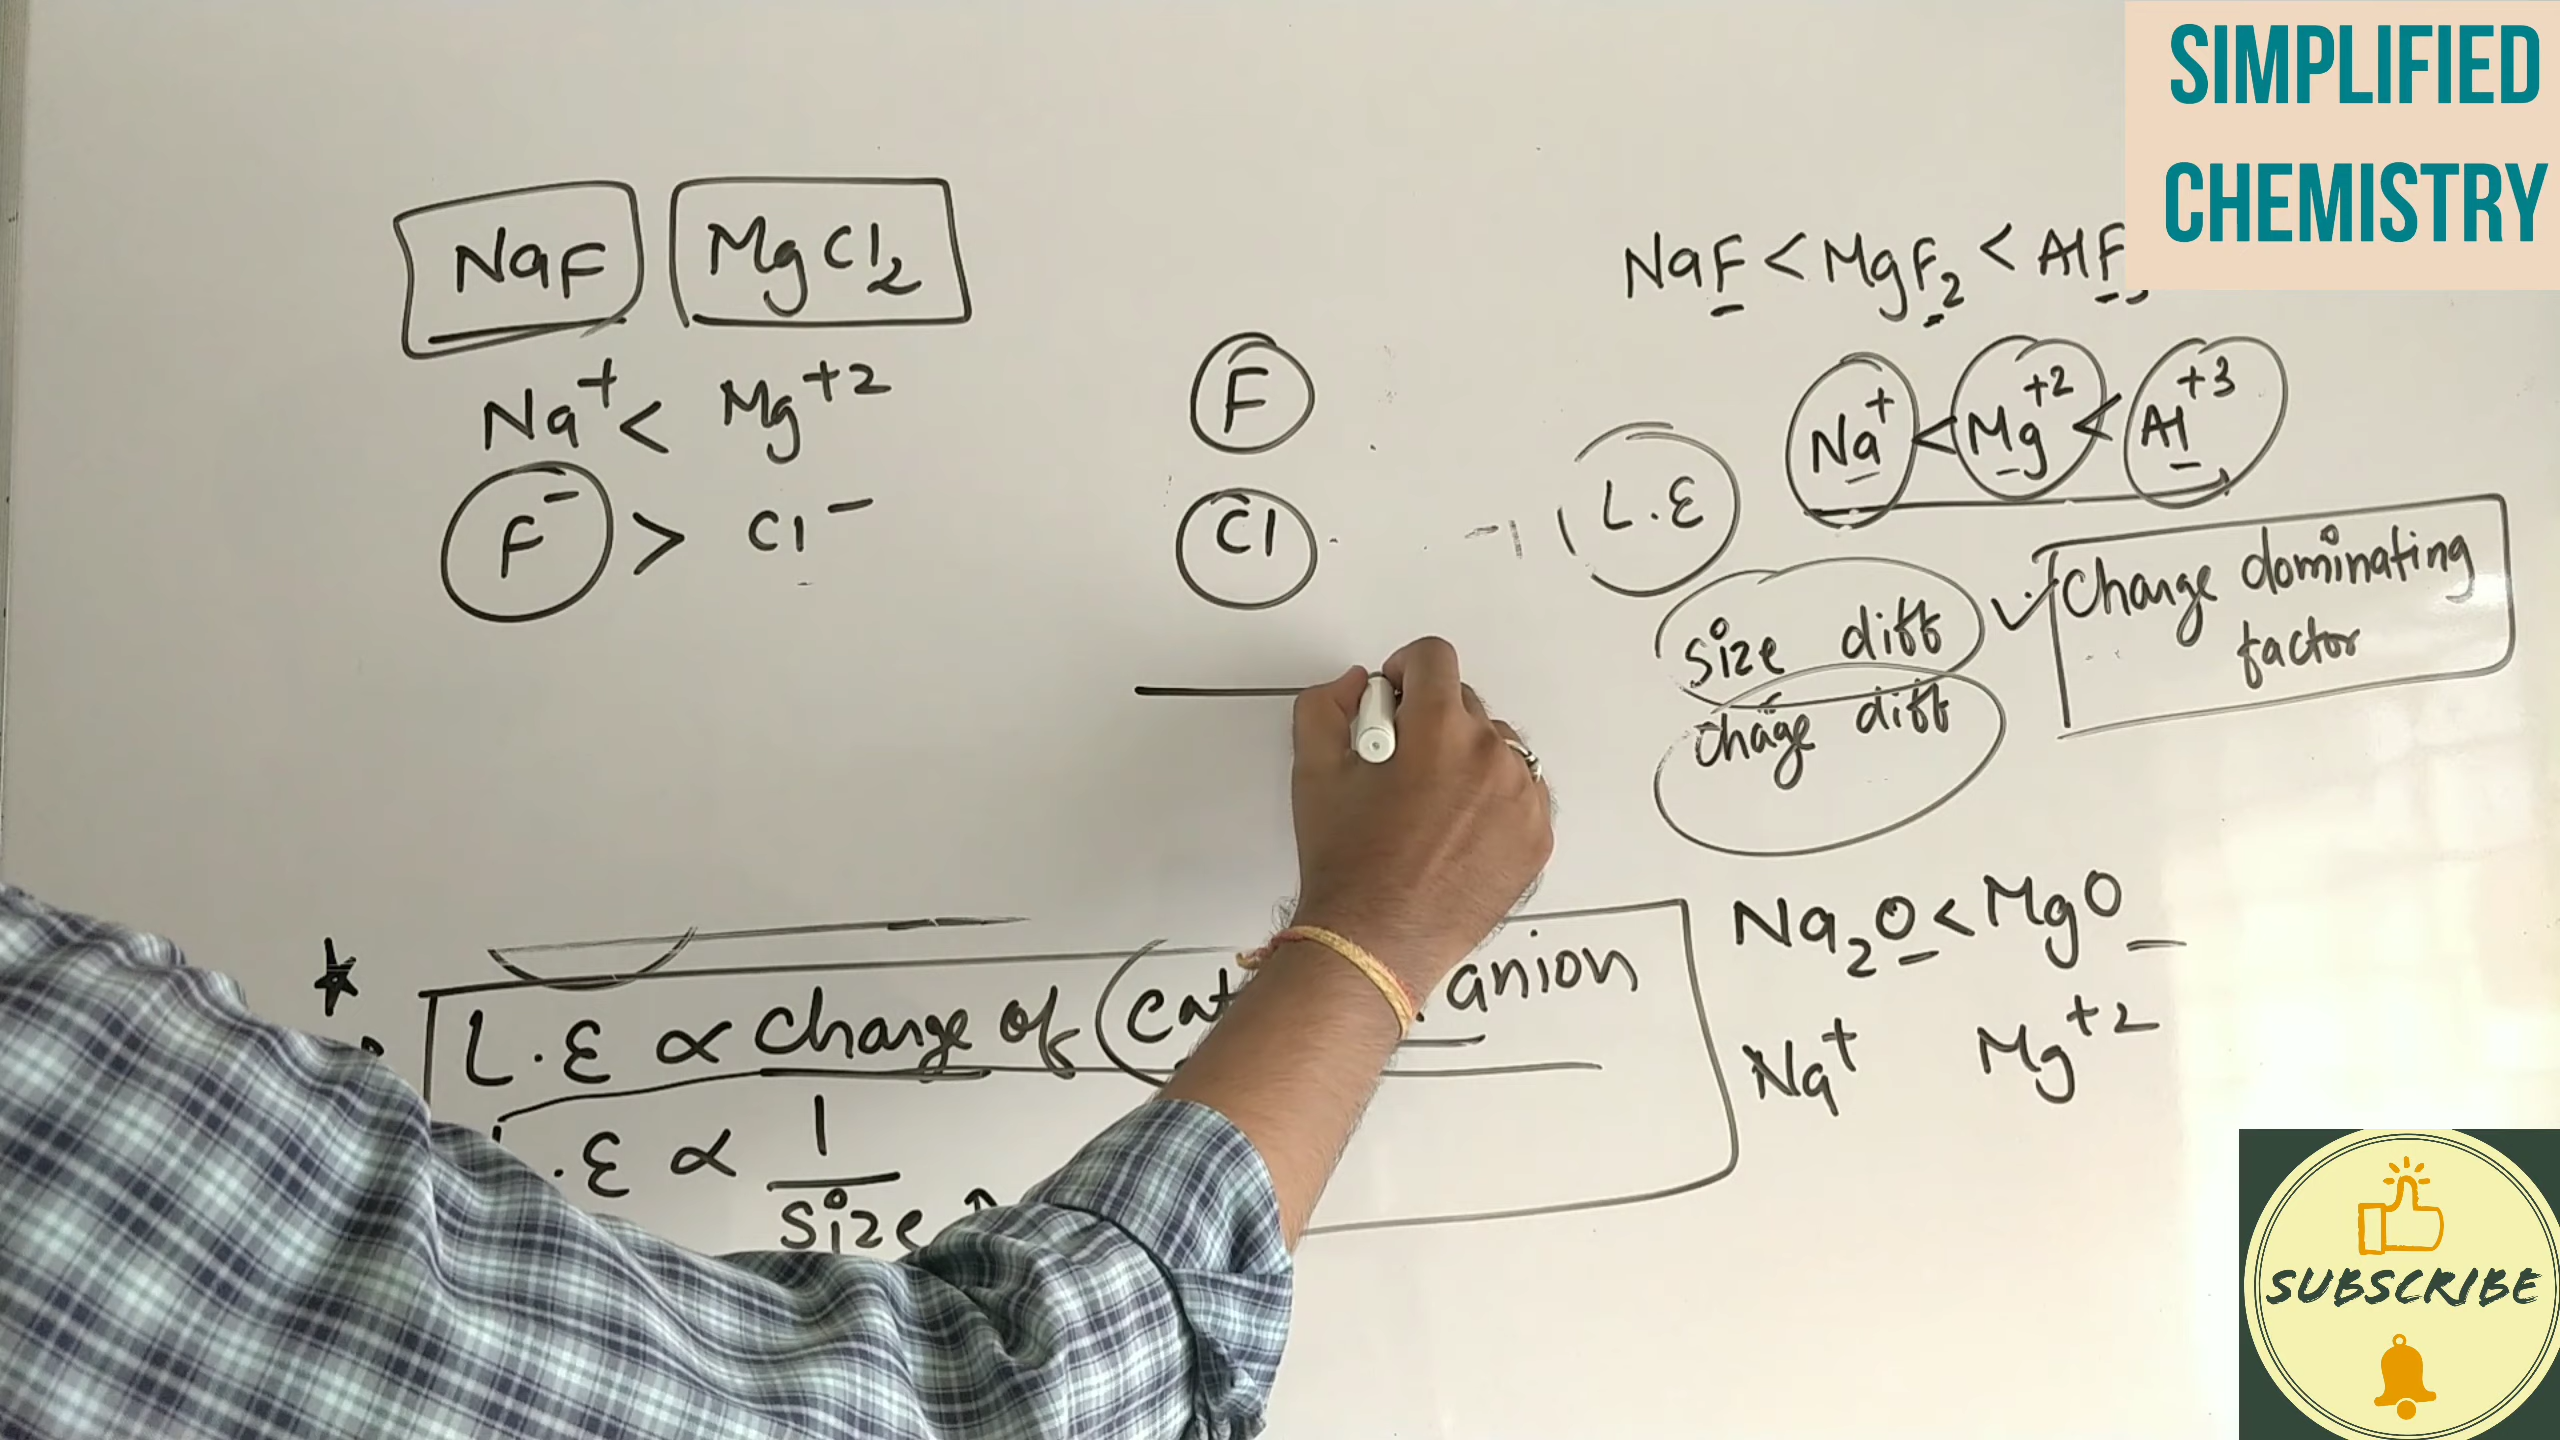 SIMPLIFIED
CHEMISTRY
NaF MgCl2
Na+ < Mg+2
F- > Cl-
F
Cl
NaF < MgF2 < AlF
Na+ < Mg+2 < Al+3
L.E
size diff
chage diff
Charge dominating
factor
Na2O < MgO
Na+ Mg+2
L.E ∝ charge of cat anion
.E ∝ 1/size ↑
SUBSCRIBE